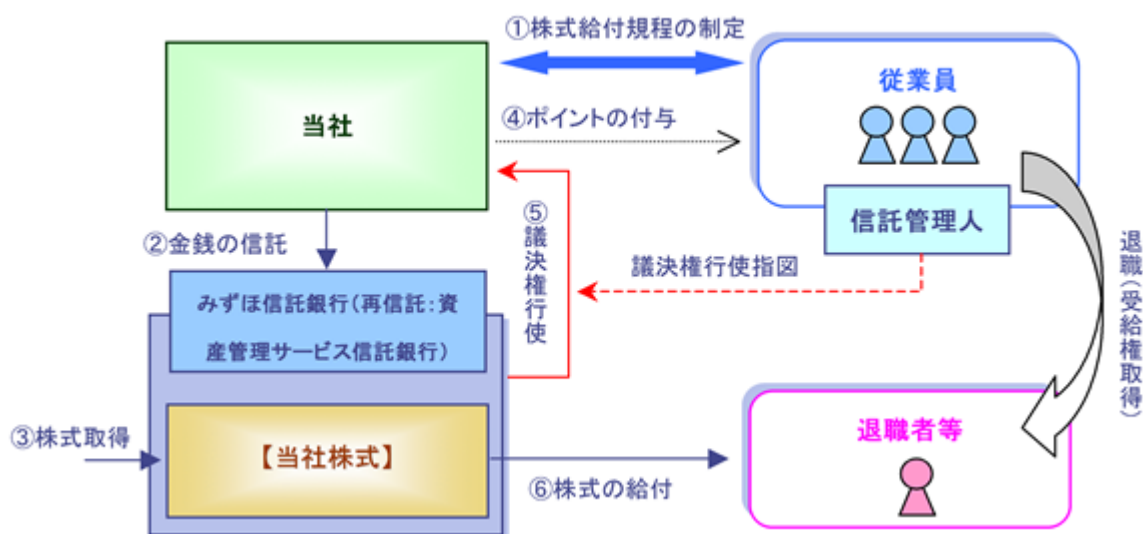 ①株式給付規程の制定
従業員
当社
④ポイントの付与
信託管理人
②金銭の信託
⑤議決権行使
議決権行使指図
退職(受給権取得)
みずほ信託銀行(再信託:資
産管理サービス信託銀行)
③株式取得
【当社株式】
⑥株式の給付
退職者等